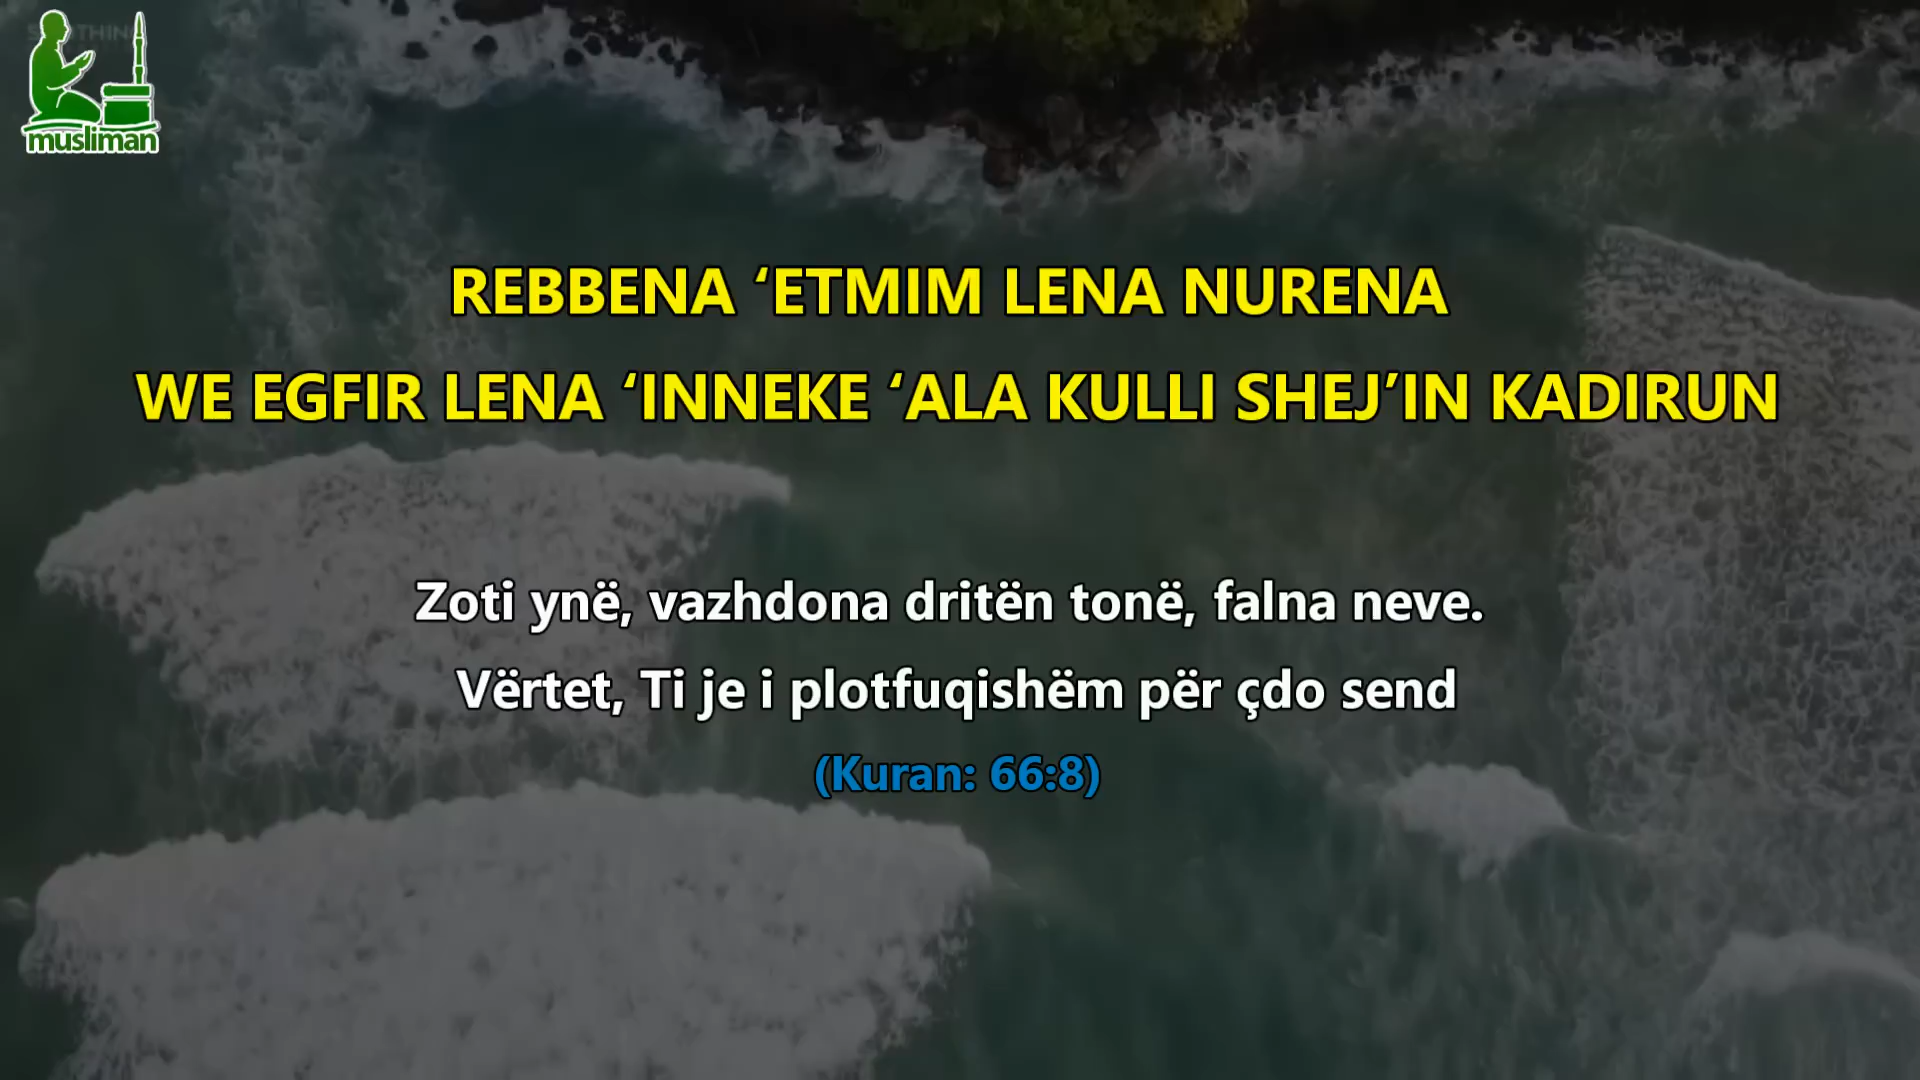 musliman
REBBENA ‘ETMIM LENA NURENA
WE EGFIR LENA ‘INNEKE ‘ALA KULLI SHEJ’IN KADIRUN
Zoti ynë, vazhdona dritën tonë, falna neve.
Vërtet, Ti je i plotfuqishëm për çdo send
(Kuran: 66:8)